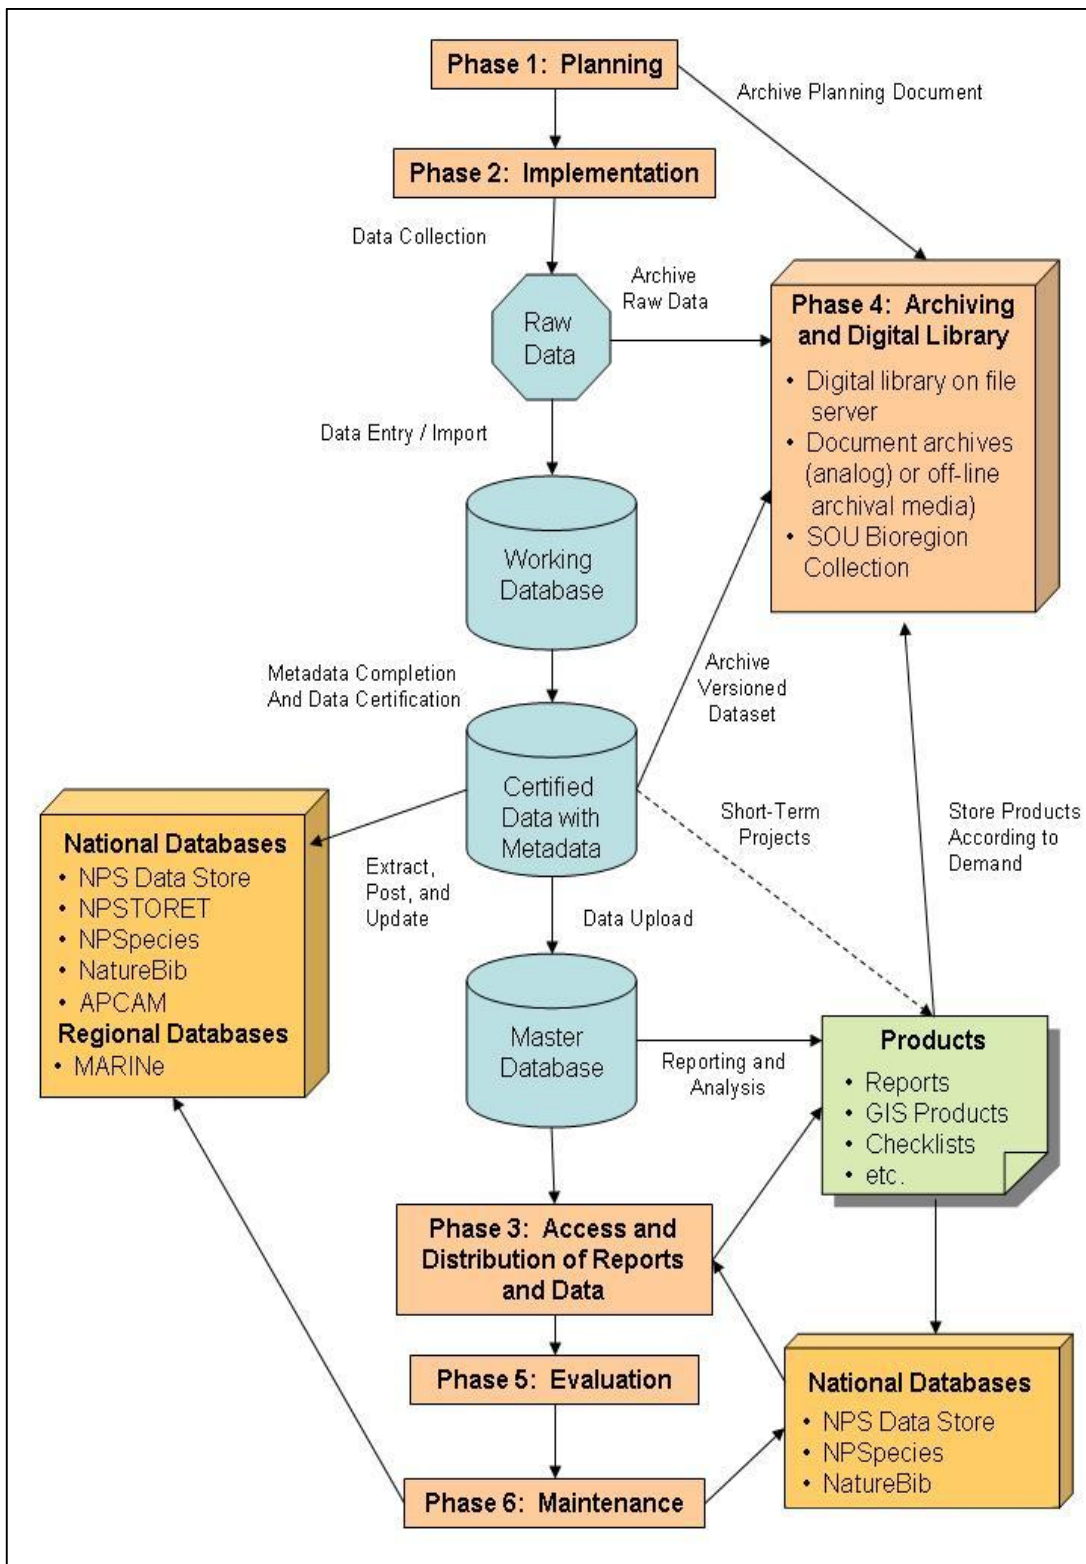 Phase 1: Planning
Archive Planning Document
Phase 2: Implementation
Data Collection
Archive
Raw Data
Raw
Data
Phase 4: Archiving
and Digital Library
• Digital library on file
server
• Document archives
(analog) or off-line
archival media)
• SOU Bioregion
Collection
Data Entry / Import
Working
Database
Metadata Completion
And Data Certification
Archive
Versioned
Dataset
Certified
Data with
Metadata
Short-Term
Projects
Store Products
According to
Demand
National Databases
• NPS Data Store
• NPSTORET
• NPSpecies
• NatureBib
• APCAM
Regional Databases
• MARINe
Extract,
Post, and
Update
Data Upload
Master
Database
Reporting and
Analysis
Products
• Reports
• GIS Products
• Checklists
• etc.
Phase 3: Access and
Distribution of Reports
and Data
Phase 5: Evaluation
National Databases
• NPS Data Store
• NPSpecies
• NatureBib
Phase 6: Maintenance